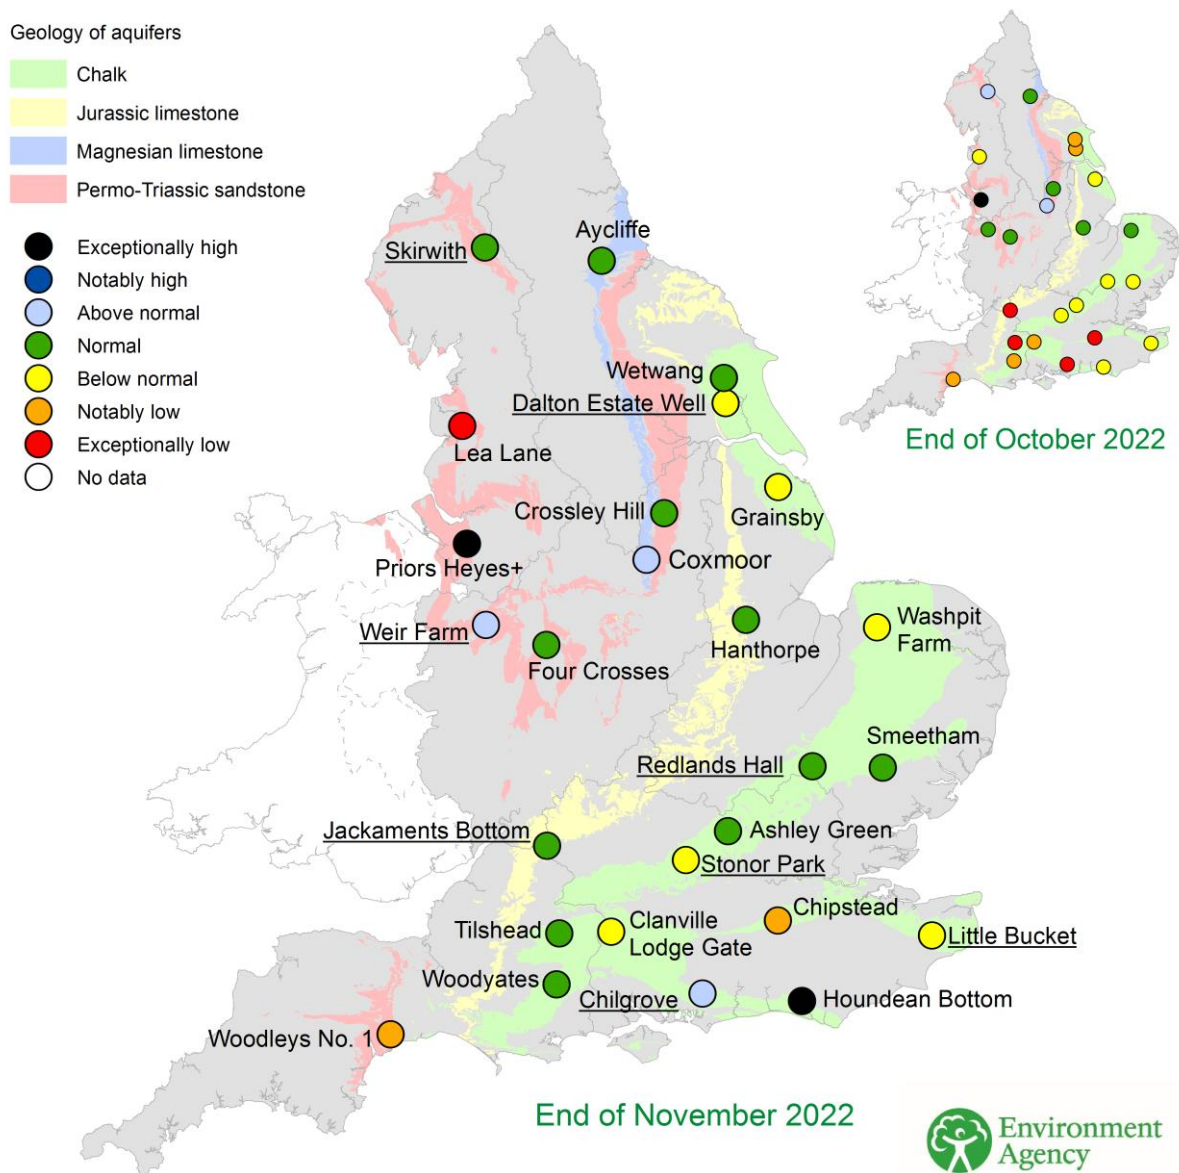 Geology of aquifers
Chalk
Jurassic limestone
Magnesian limestone
Permo-Triassic sandstone
Exceptionally high
Notably high
Above normal
Normal
Below normal
Notably low
Exceptionally low
No data
End of October 2022
Aycliffe
Skirwith
Wetwang
Dalton Estate Well
Lea Lane
Grainsby
Crossley Hill
Priors Heyes+
Coxmoor
Weir Farm
Four Crosses
Hanthorpe
Washpit
Farm
Smeetham
Redlands Hall
Jackaments Bottom
Ashley Green
Stonor Park
Chipstead
Tilshead
Clanville
Lodge Gate
Little Bucket
Woodyates
Chilgrove
Houndean Bottom
Woodleys No. 1
End of November 2022
Environment
Agency